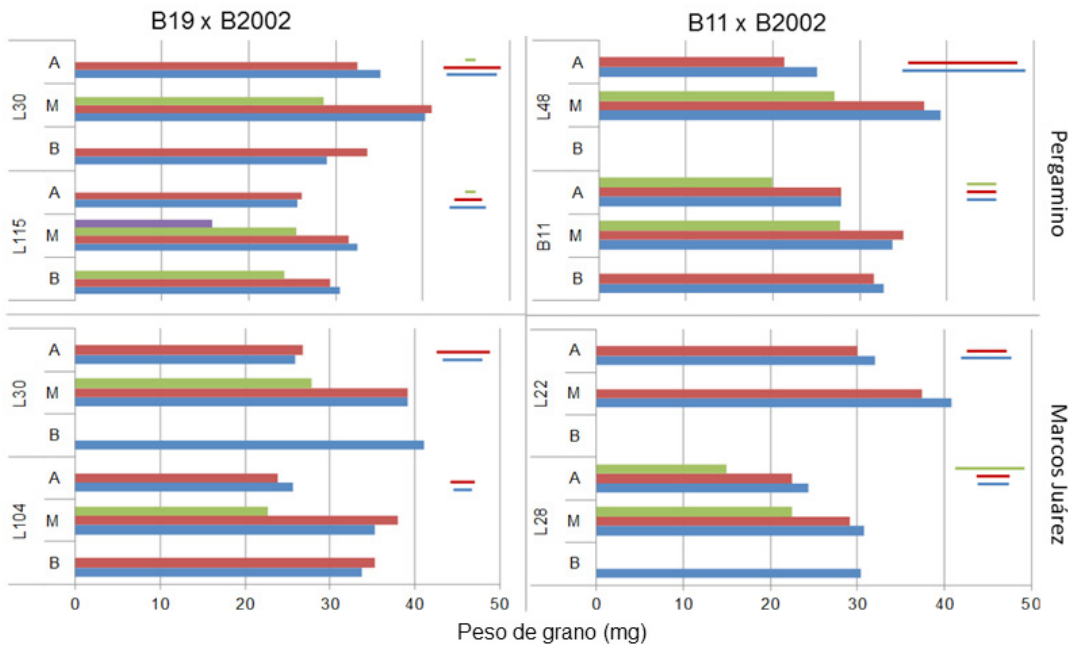 B19 x B2002
B11 x B2002
A
L30
M
B
A
L115
M
B
A
L48
M
B
A
B11
M
B
Pergamino
A
L30
M
B
A
L104
M
B
A
L22
M
B
A
L28
M
B
Marcos Juárez
0 10 20 30 40 50
0 10 20 30 40 50
Peso de grano (mg)